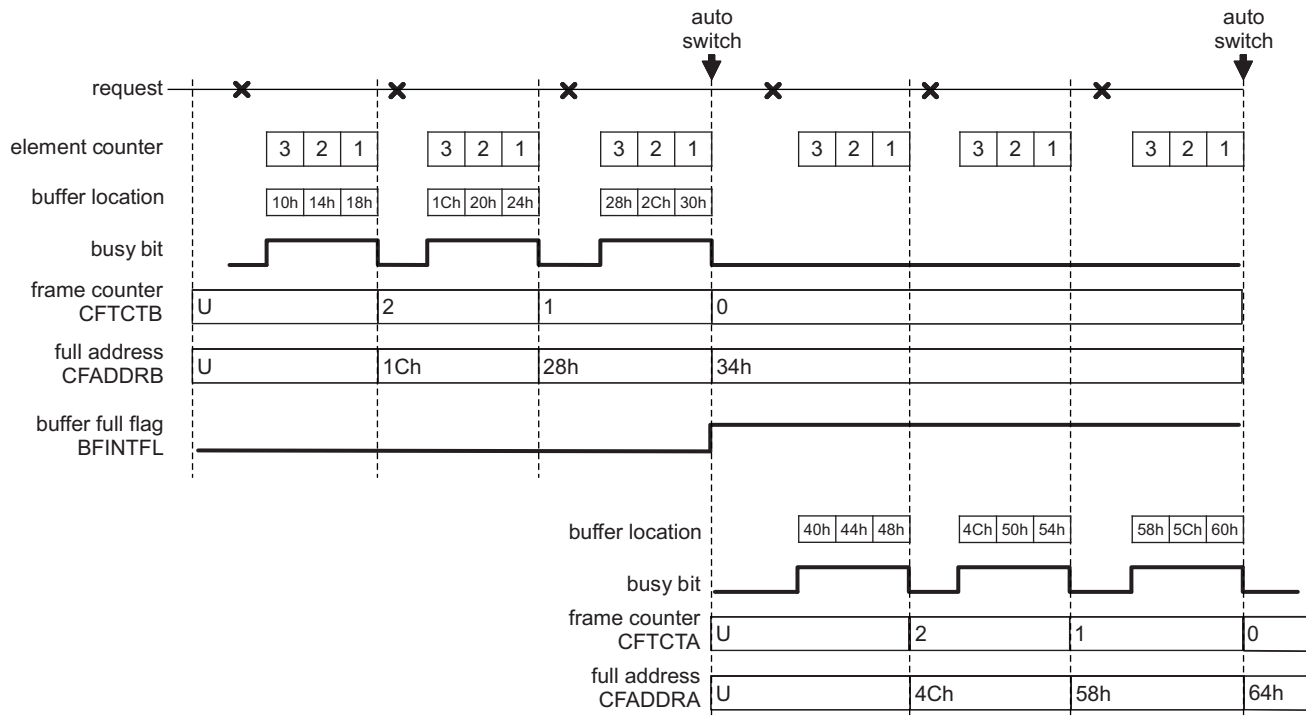 auto
switch
auto
switch
request
element counter
3 2 1 3 2 1 3 2 1 3 2 1 3 2 1 3 2 1
buffer location
10h 14h 18h 1Ch 20h 24h 28h 2Ch 30h
busy bit
frame counter
CFTCTB
U 2 1 0
full address
CFADDRB
U 1Ch 28h 34h
buffer full flag
BFINTFL
buffer location
40h 44h 48h 4Ch 50h 54h 58h 5Ch 60h
busy bit
frame counter
CFTCTA
U 2 1 0
full address
CFADDRA
U 4Ch 58h 64h